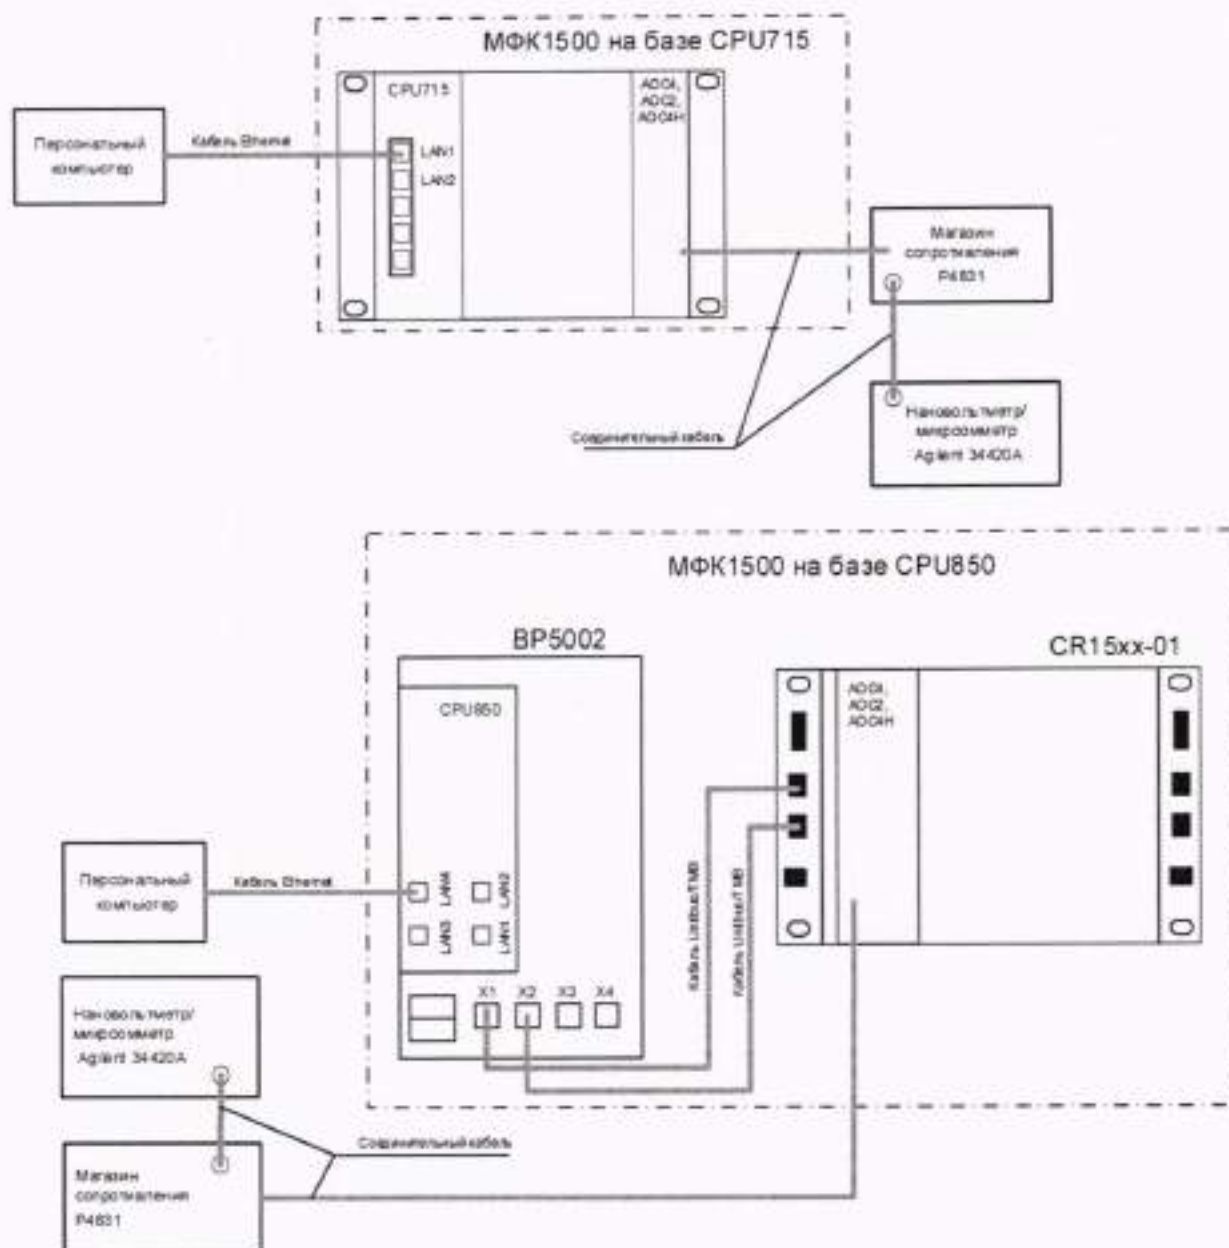 МФК1500 на базе CPU715
CPU715
AOC4,
AOC2,
AOC4H
LAN1
LAN2
Персональный
компьютер
Кабель Ethernet
Магазин
сопротивления
Р4831
Нановольтметр/
микроомметр
Agilent 34420A
Соединительный кабель
МФК1500 на базе CPU850
BP5002
CR15xx-01
CPU850
AOC4,
AOC2,
AOC4H
Персональный
компьютер
Кабель Ethernet
LAN4
LAN2
LAN3
LAN1
X1
X2
X3
X4
Кабель Unibus/TMB
Кабель Unibus/TMB
Нановольтметр/
микроомметр
Agilent 34420A
Соединительный кабель
Магазин
сопротивления
Р4831